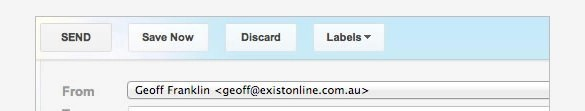 SEND Save Now Discard Labels
From Geoff Franklin <geoff@existonline.com.au>